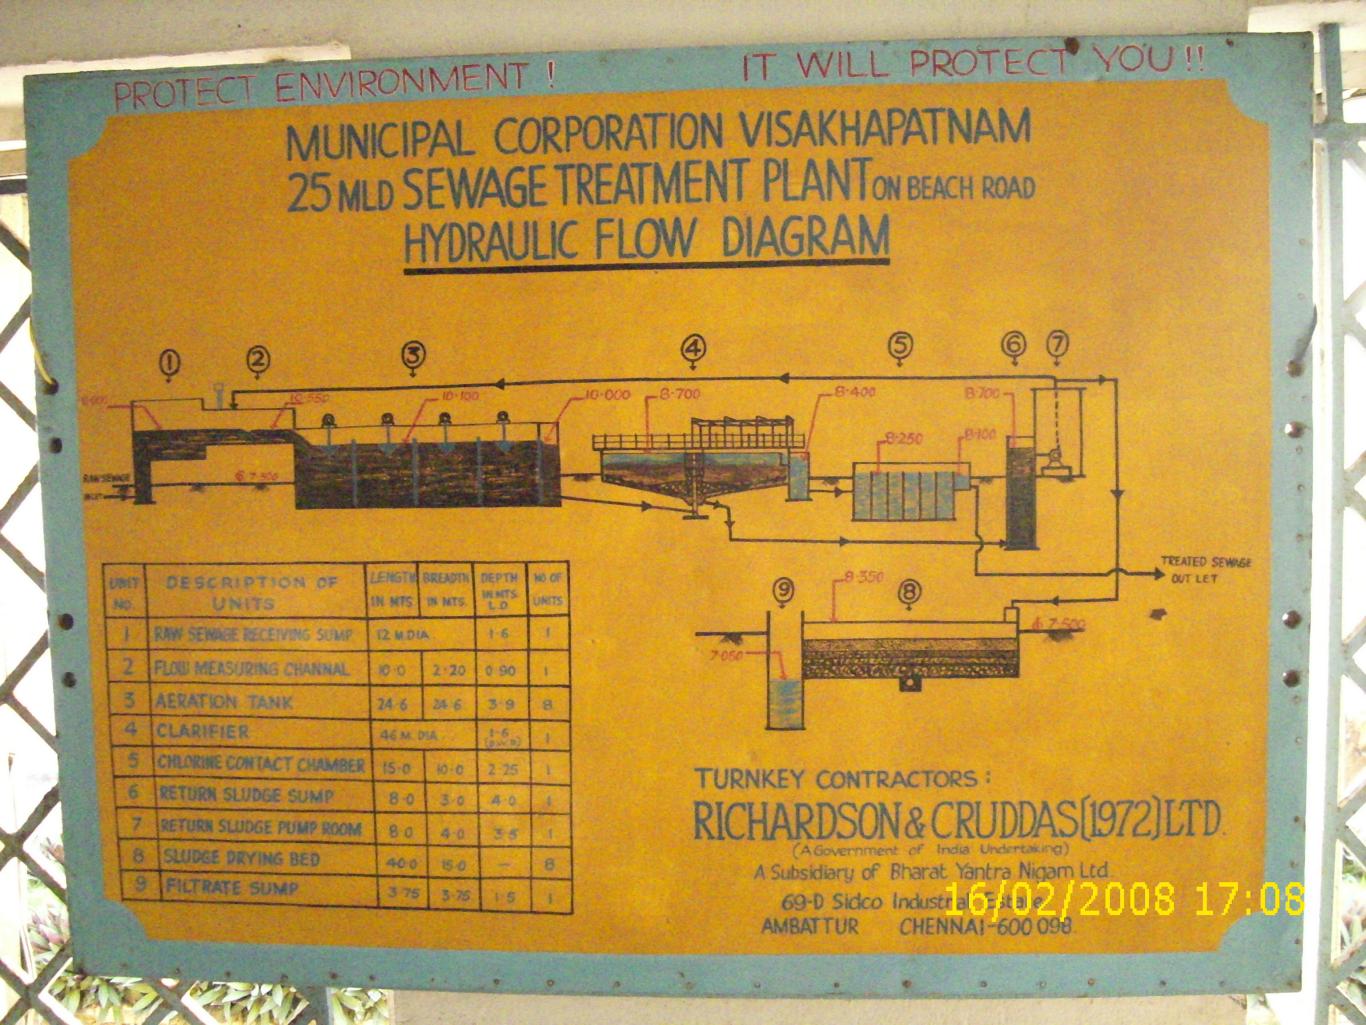 PROTECT ENVIRONMENT ! IT WILL PROTECT YOU !!
MUNICIPAL CORPORATION VISAKHAPATNAM
25 MLD SEWAGE TREATMENT PLANT ON BEACH ROAD
HYDRAULIC FLOW DIAGRAM
1 2 3 4 5 6 7
10.550 10.100 10.000 8.700 8.400 8.250 8.100 8.700
RAW SEWAGE
INLET
7.500
TREATED SEWAGE
OUT LET
9 8
8.350
7.500
7.050
UNIT NO. DESCRIPTION OF UNITS LENGTH IN MTS BREADTH IN MTS. DEPTH IN MTS. L.D NO OF UNITS
1 RAW SEWAGE RECEIVING SUMP 12 M.DIA. 1.6 1
2 FLOW MEASURING CHANNAL 10.0 2.20 0.90 1
3 AERATION TANK 24.6 24.6 3.9 8
4 CLARIFIER 46 M. DIA. 1.6 1
5 CHLORINE CONTACT CHAMBER 15.0 10.0 2.25 1
6 RETURN SLUDGE SUMP 8.0 3.0 4.0 1
7 RETURN SLUDGE PUMP ROOM 8.0 4.0 3.5 1
8 SLUDGE DRYING BED 40.0 15.0 — 8
9 FILTRATE SUMP 3.75 3.75 1.5 1
TURNKEY CONTRACTORS :
RICHARDSON & CRUDDAS (1972) LTD.
(A Government of India Undertaking)
A Subsidiary of Bharat Yantra Nigam Ltd.
69-D Sidco Industrial Estate
AMBATTUR CHENNAI-600 098.
16/02/2008 17:08